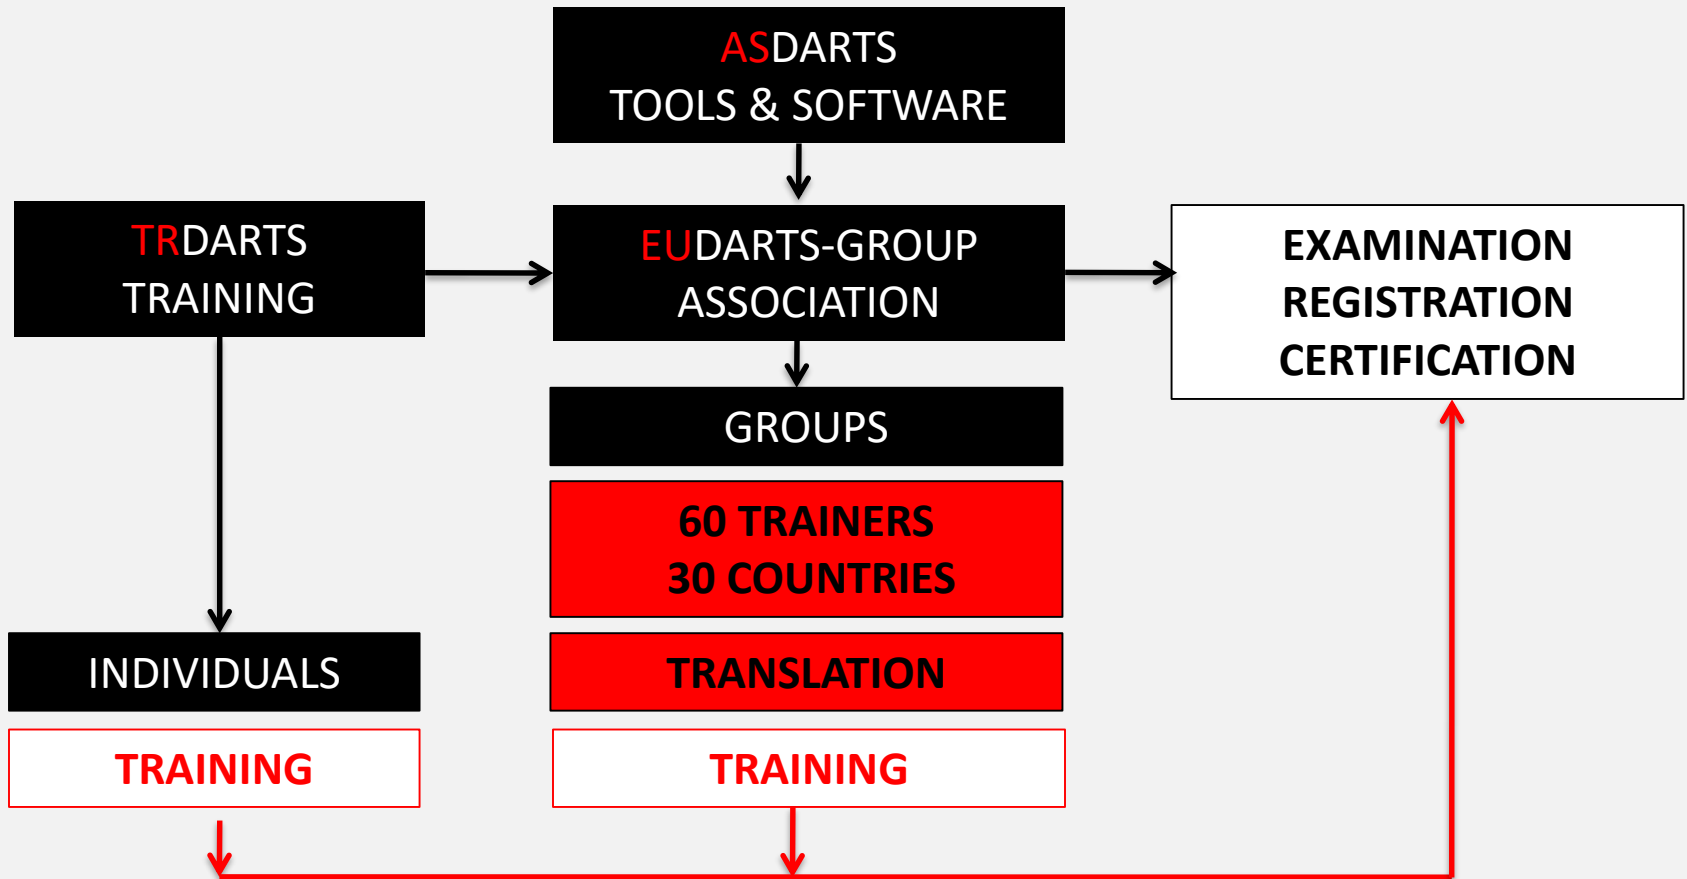 ASDARTS
TOOLS & SOFTWARE
TRDARTS
TRAINING
EUDARTS-GROUP
ASSOCIATION
EXAMINATION
REGISTRATION
CERTIFICATION
GROUPS
60 TRAINERS
30 COUNTRIES
INDIVIDUALS
TRANSLATION
TRAINING
TRAINING